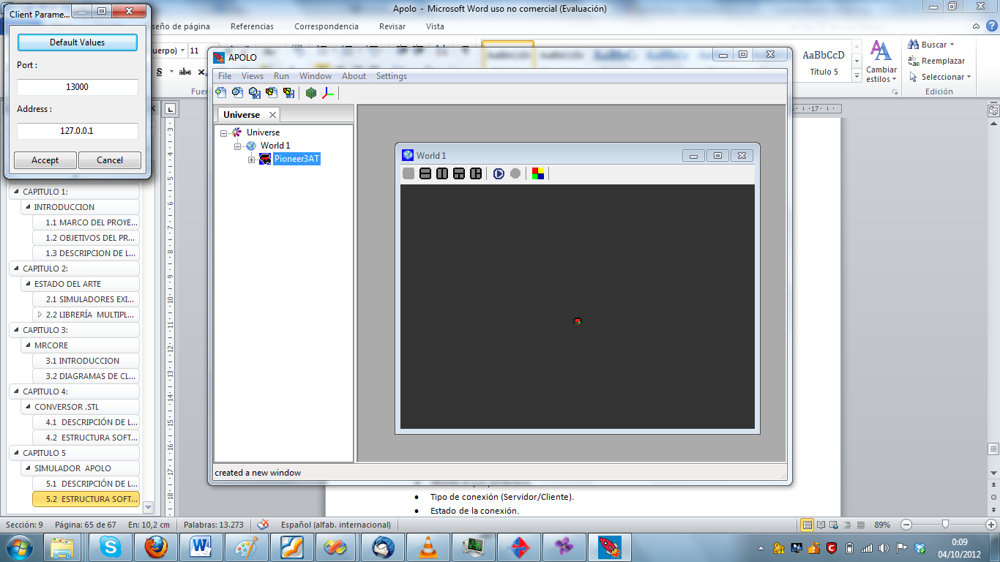 Apolo - Microsoft Word uso no comercial (Evaluación)
Client Parame...
Default Values
Port :
13000
Address :
127.0.0.1
Accept
Cancel
seño de página
Referencias
Correspondencia
Revisar
Vista
uerpo)
11
S
abc
AaBbCcD
Título 5
Cambiar
estilos
Buscar
Reemplazar
Seleccionar
Edición
Fuen
APOLO
File Views Run Window About Settings
Universe
Universe
World 1
Pioneer3AT
World 1
created a new window
CAPITULO 1:
INTRODUCCION
1.1 MARCO DEL PROYE...
1.2 OBJETIVOS DEL PR...
1.3 DESCRIPCION DE L...
CAPITULO 2:
ESTADO DEL ARTE
2.1 SIMULADORES EXI...
2.2 LIBRERÍA MULTIPL...
CAPITULO 3:
MRCORE
3.1 INTRODUCCION
3.2 DIAGRAMAS DE CL...
CAPITULO 4:
CONVERSOR .STL
4.1 DESCRIPCIÓN DE L...
4.2 ESTRUCTURA SOFT...
CAPITULO 5
SIMULADOR APOLO
5.1 DESCRIPCIÓN DE L...
5.2 ESTRUCTURA SOFT...
• Tipo de conexión (Servidor/Cliente).
• Estado de la conexión.
Sección: 9 Página: 65 de 67 En: 10,2 cm Palabras: 13.273 Español (alfab. internacional) 89%
0:09
04/10/2012